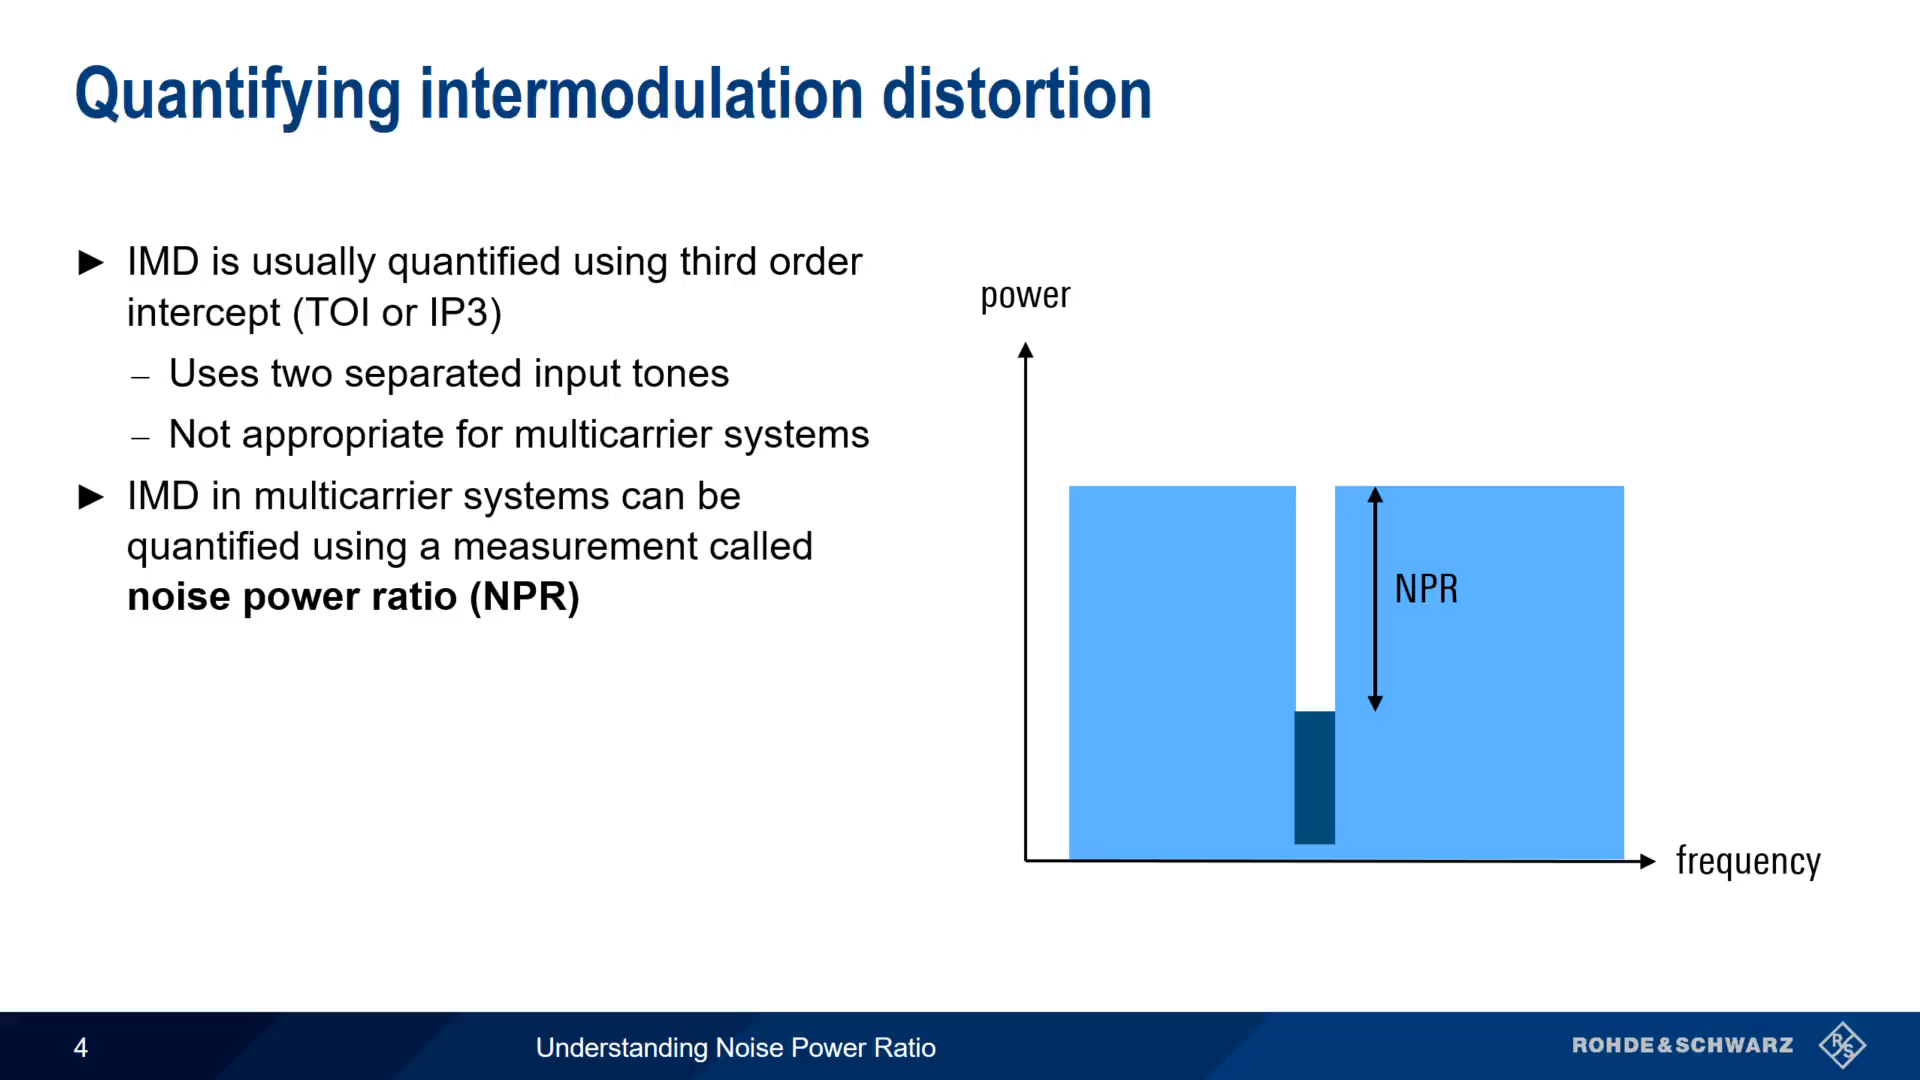 Quantifying intermodulation distortion
► IMD is usually quantified using third order
intercept (TOI or IP3)
– Uses two separated input tones
– Not appropriate for multicarrier systems
► IMD in multicarrier systems can be
quantified using a measurement called
noise power ratio (NPR)
power
NPR
frequency
4
Understanding Noise Power Ratio
ROHDE&SCHWARZ
R&S